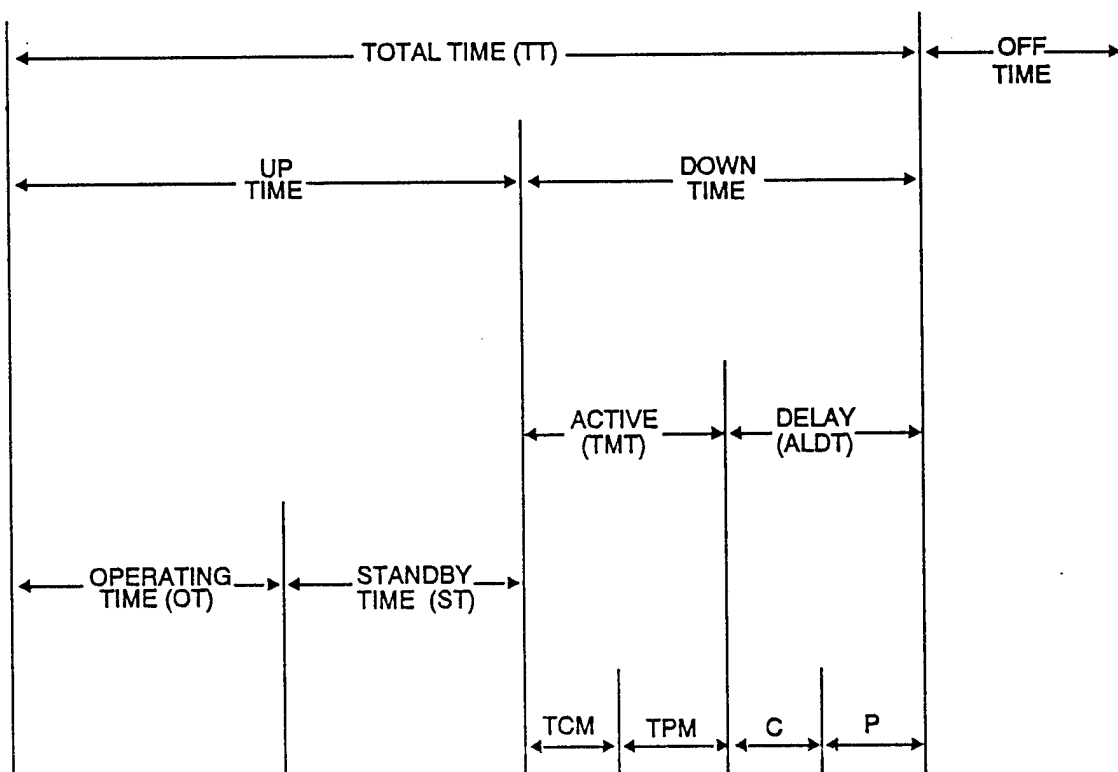 TOTAL TIME (TT)
OFF
TIME
UP
TIME
DOWN
TIME
ACTIVE
(TMT)
DELAY
(ALDT)
OPERATING
TIME (OT)
STANDBY
TIME (ST)
TCM
TPM
C
P